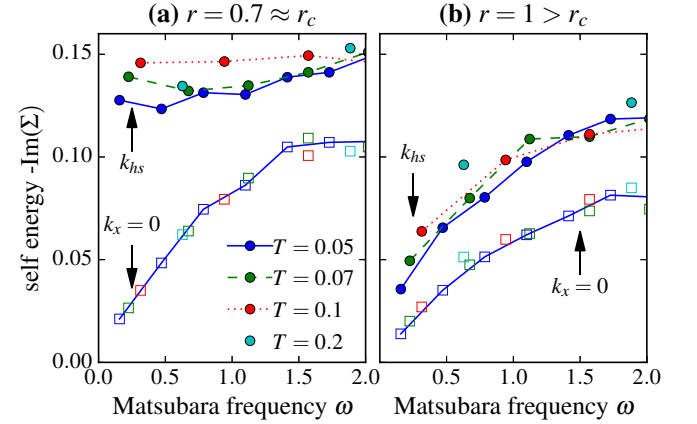 (a) r = 0.7 ≈ r_c
(b) r = 1 > r_c
self energy -Im(Σ)
0.15
0.10
0.05
0.00
k_hs
k_x = 0
T = 0.05
T = 0.07
T = 0.1
T = 0.2
k_hs
k_x = 0
0.0 0.5 1.0 1.5 2.0
0.0 0.5 1.0 1.5 2.0
Matsubara frequency ω
Matsubara frequency ω